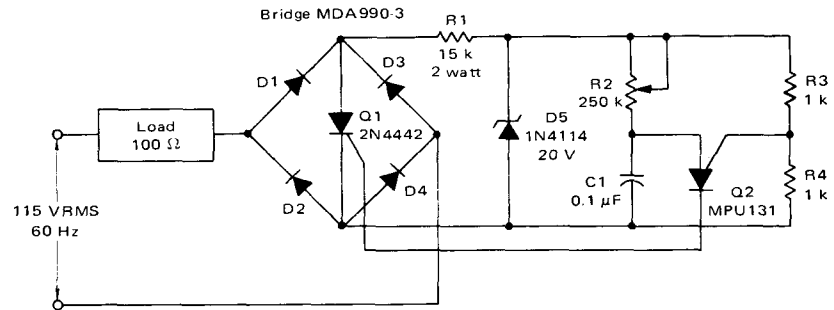 Bridge MDA990-3
R1
15 k
2 watt
D1
D3
Q1
2N4442
D2
D4
Load
100 Ω
115 VRMS
60 Hz
D5
1N4114
20 V
R2
250 k
C1
0.1 µF
Q2
MPU131
R3
1 k
R4
1 k